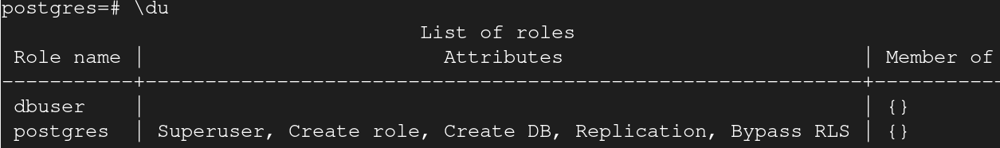 postgres=# \du
                                   List of roles
 Role name |                         Attributes                         | Member of
-----------+------------------------------------------------------------+-----------
 dbuser    |                                                            | {}
 postgres  | Superuser, Create role, Create DB, Replication, Bypass RLS | {}